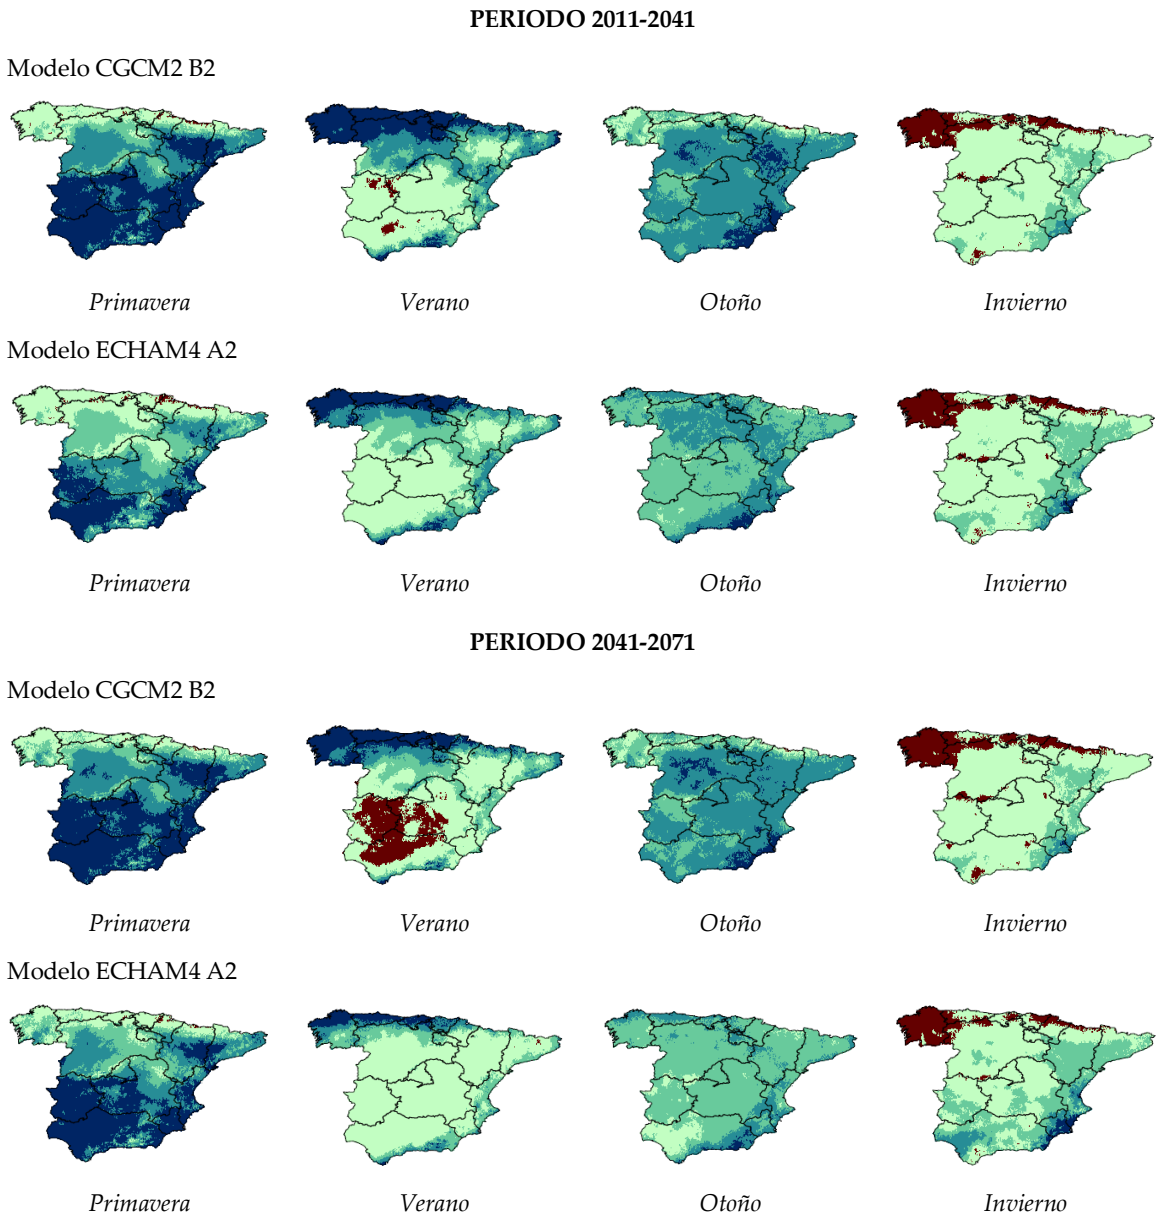 PERIODO 2011-2041
Modelo CGCM2 B2
Primavera Verano Otoño Invierno
Modelo ECHAM4 A2
Primavera Verano Otoño Invierno
PERIODO 2041-2071
Modelo CGCM2 B2
Primavera Verano Otoño Invierno
Modelo ECHAM4 A2
Primavera Verano Otoño Invierno